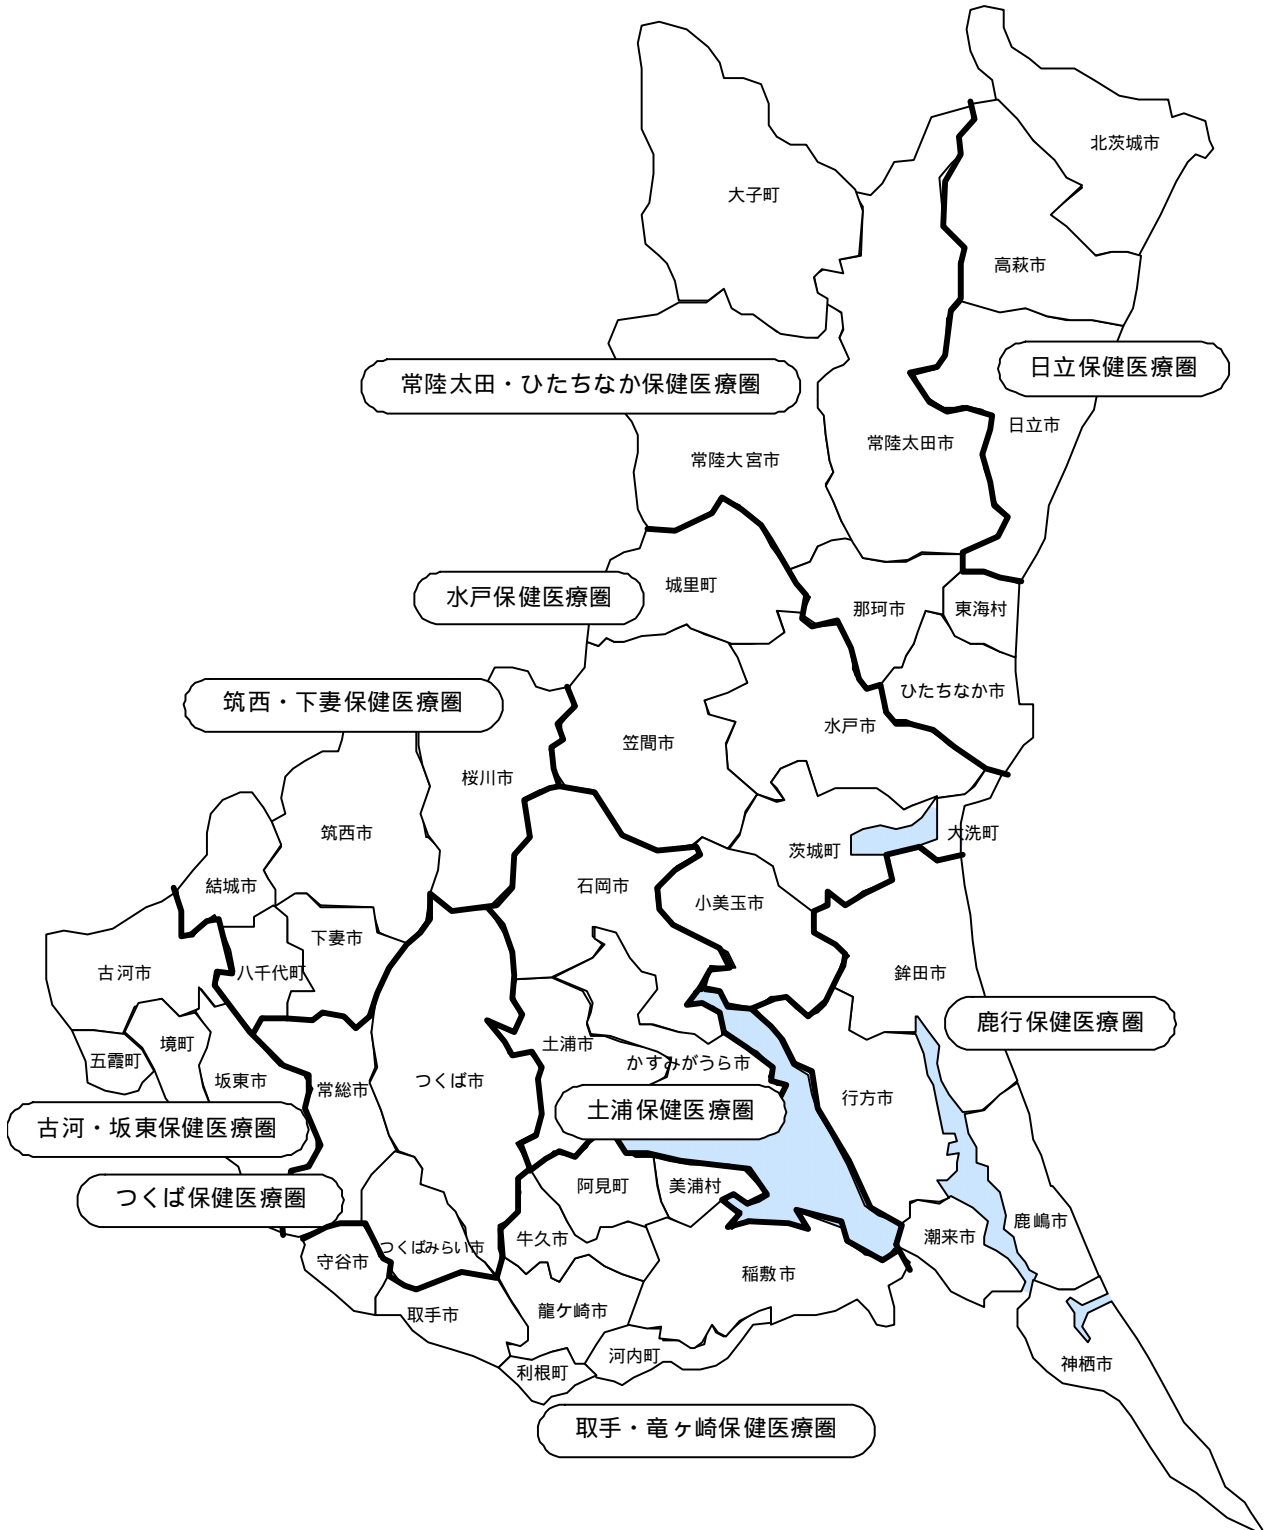 北茨城市
大子町
高萩市
日立保健医療圏
常陸太田・ひたちなか保健医療圏
日立市
常陸太田市
常陸大宮市
水戸保健医療圏
城里町
那珂市
東海村
筑西・下妻保健医療圏
ひたちなか市
水戸市
笠間市
桜川市
筑西市
大洗町
茨城町
結城市
石岡市
小美玉市
下妻市
古河市
八千代町
鉾田市
鹿行保健医療圏
境町
土浦市
五霞町
かすみがうら市
坂東市
常総市
つくば市
行方市
土浦保健医療圏
古河・坂東保健医療圏
つくば保健医療圏
阿見町
美浦村
鹿嶋市
潮来市
牛久市
つくばみらい市
守谷市
稲敷市
取手市
龍ケ崎市
河内町
神栖市
利根町
取手・竜ヶ崎保健医療圏